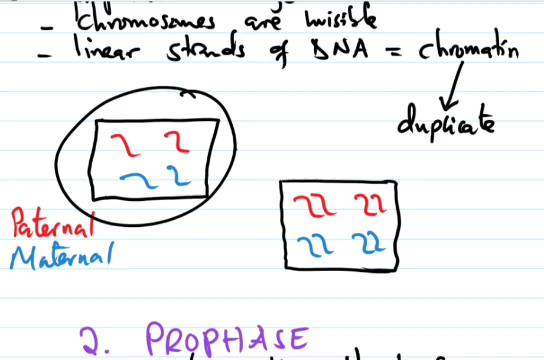 - Chromosomes are invisible
- linear strands of DNA = chromatin
duplicate
Paternal
Maternal
2. PROPHASE